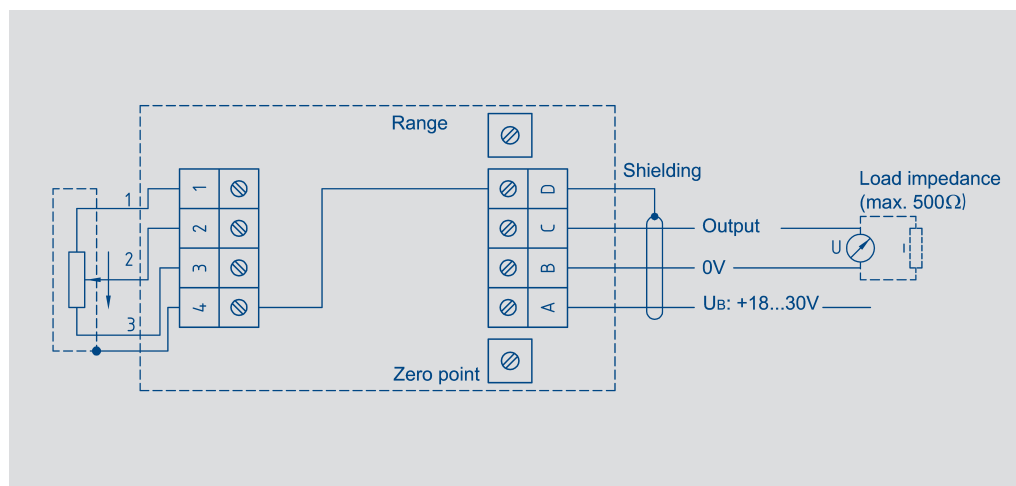 Range
Shielding
Load impedance
(max. 500Ω)
1
1
D
2
C
Output
U
I
2
3
B
0V
3
4
A
UB: +18...30V
Zero point